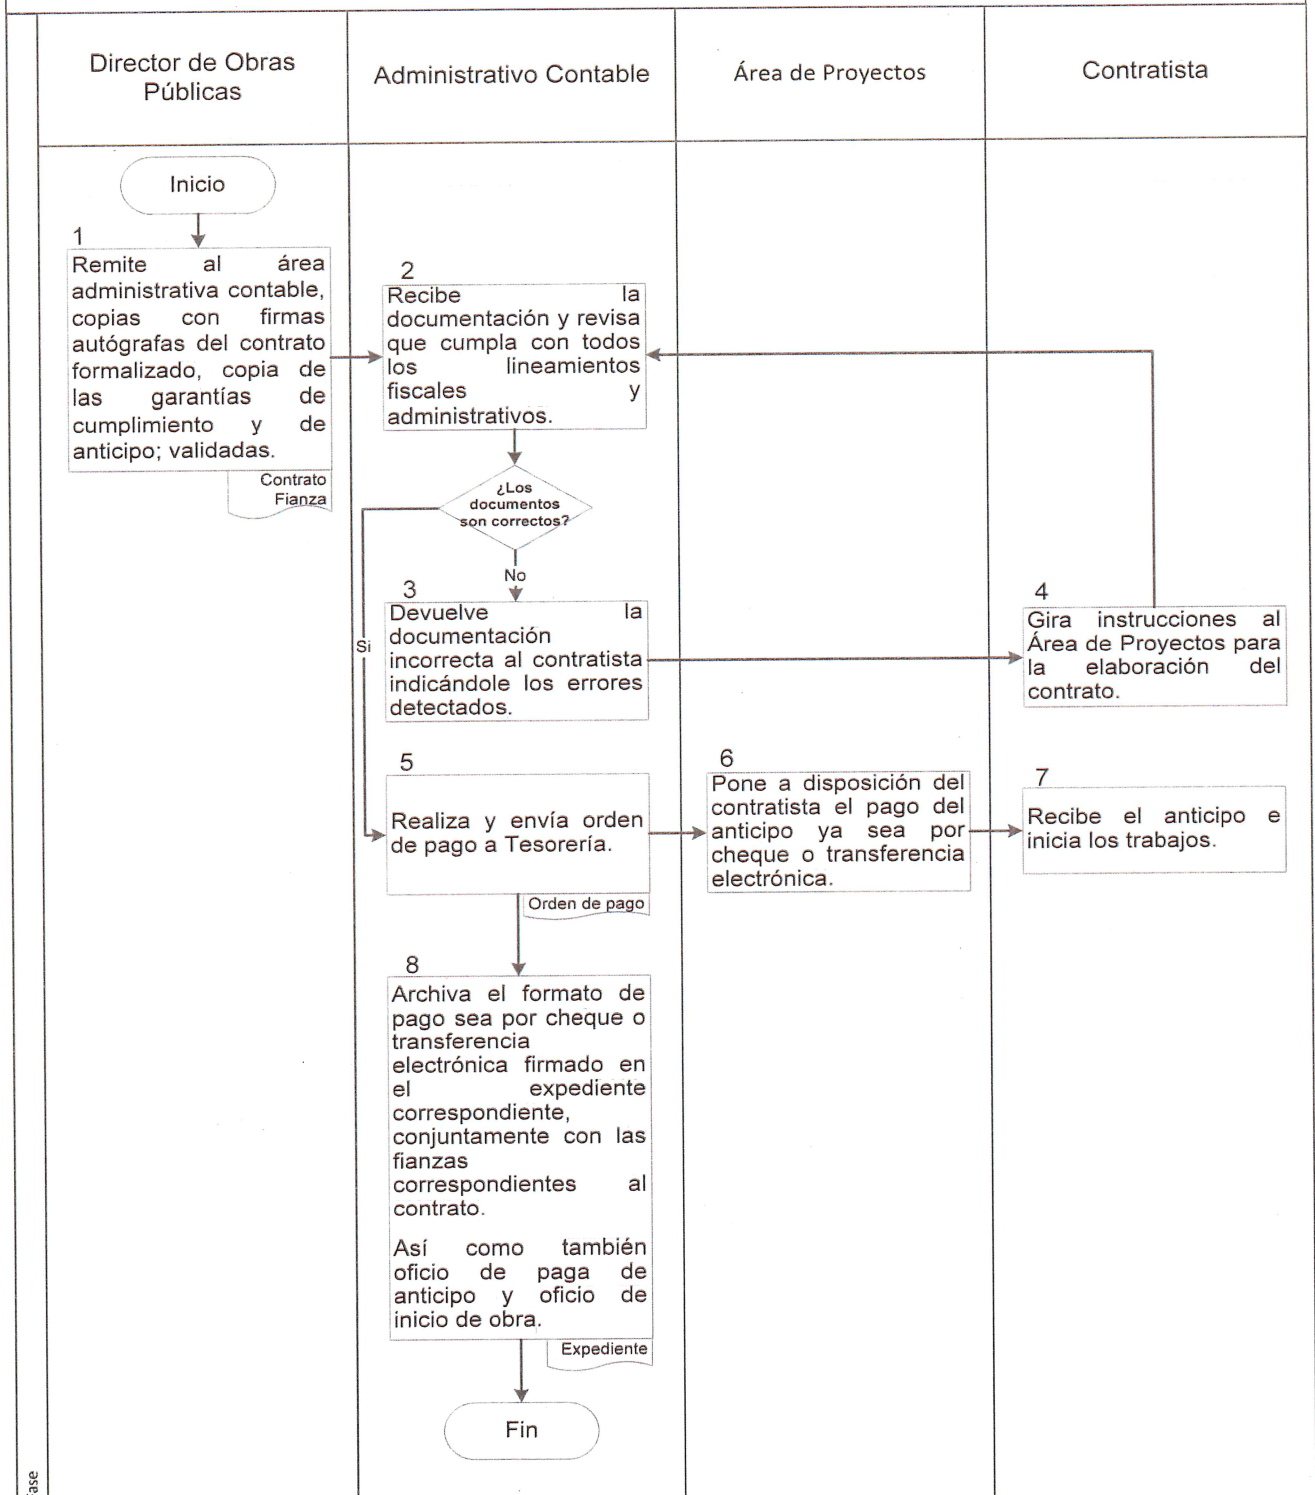 Director de Obras
Públicas
Administrativo Contable
Área de Proyectos
Contratista
Inicio
1
Remite al área
administrativa contable,
copias con firmas
autógrafas del contrato
formalizado, copia de
las garantías de
cumplimiento y de
anticipo; validadas.
Contrato
Fianza
2
Recibe la
documentación y revisa
que cumpla con todos
los lineamientos
fiscales y
administrativos.
¿Los
documentos
son correctos?
No
Si
3
Devuelve la
documentación
incorrecta al contratista
indicándole los errores
detectados.
4
Gira instrucciones al
Área de Proyectos para
la elaboración del
contrato.
5
Realiza y envía orden
de pago a Tesorería.
Orden de pago
6
Pone a disposición del
contratista el pago del
anticipo ya sea por
cheque o transferencia
electrónica.
7
Recibe el anticipo e
inicia los trabajos.
8
Archiva el formato de
pago sea por cheque o
transferencia
electrónica firmado en
el expediente
correspondiente,
conjuntamente con las
fianzas
correspondientes al
contrato.
Así como también
oficio de paga de
anticipo y oficio de
inicio de obra.
Expediente
Fin